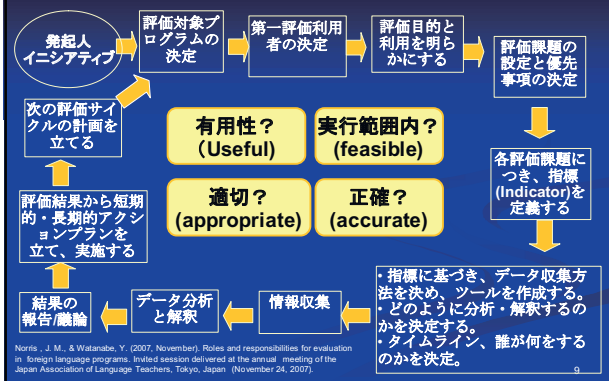 発起人
イニシアティブ
評価対象プ
ログラムの
決定
第一評価利用
者の決定
評価目的と
利用を明ら
かにする
評価課題の
設定と優先
事項の決定
各評価課題に
つき、指標
(Indicator)を
定義する
・指標に基づき、データ収集方
法を決め、ツールを作成する。
・どのように分析・解釈するの
かを決定する。
・タイムライン、誰が何をする
のかを決定。
情報収集
データ分析
と解釈
結果の
報告/議論
評価結果から短期
的・長期的アクシ
ョンプランを
立て、実施する
次の評価サイ
クルの計画を
立てる
有用性？
（Useful)
実行範囲内？
(feasible)
適切？
(appropriate)
正確？
(accurate)
Norris , J. M., & Watanabe, Y. (2007, November). Roles and responsibilities for evaluation
in foreign language programs. Invited session delivered at the annual meeting of the
Japan Association of Language Teachers, Tokyo, Japan (November 24, 2007).
9